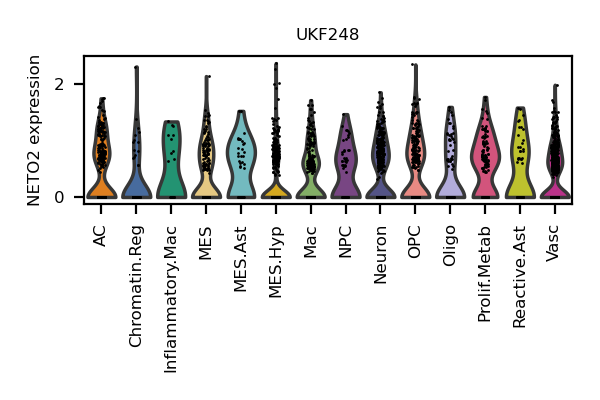 UKF248
NETO2 expression
2
0
AC
Chromatin.Reg
Inflammatory.Mac
MES
MES.Ast
MES.Hyp
Mac
NPC
Neuron
OPC
Oligo
Prolif.Metab
Reactive.Ast
Vasc